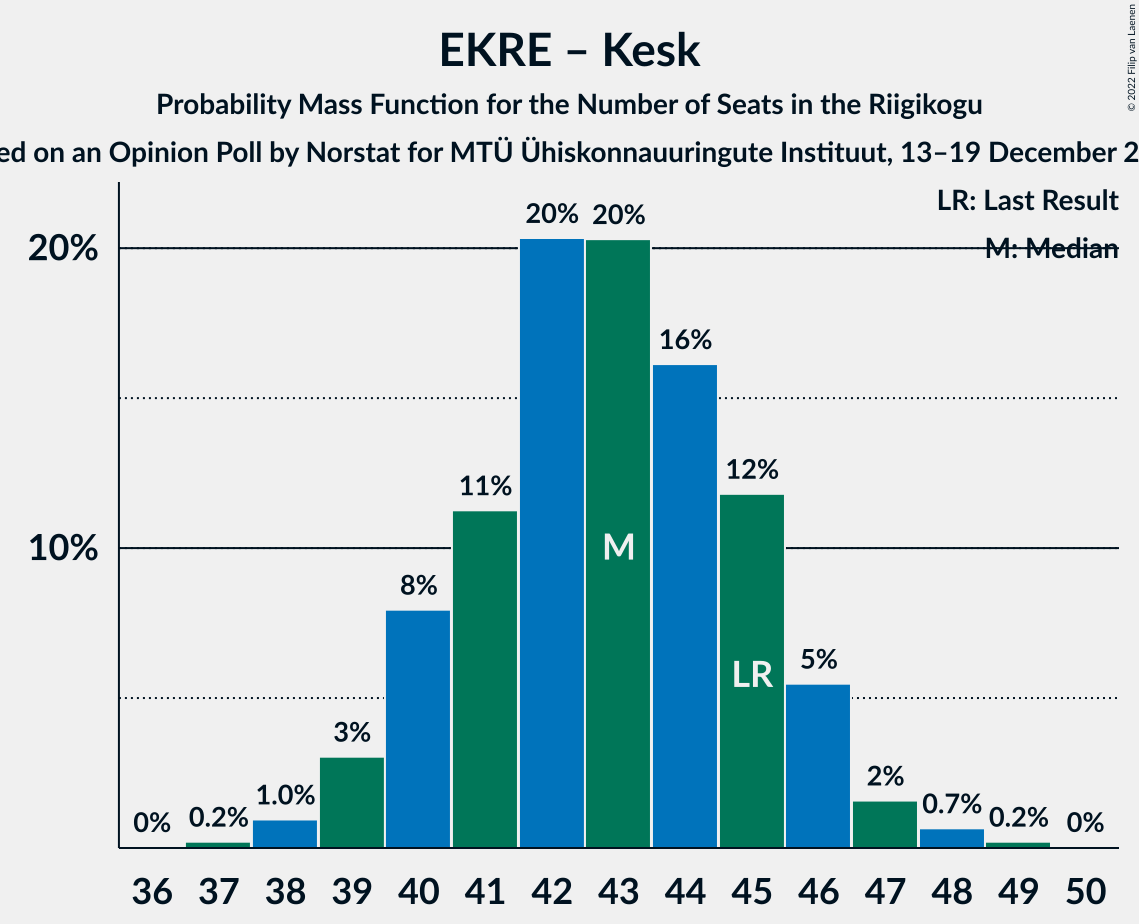 EKRE – Kesk
Probability Mass Function for the Number of Seats in the Riigikogu
ed on an Opinion Poll by Norstat for MTÜ Ühiskonnauuringute Instituut, 13–19 December 2
© 2022 Filip van Laenen
LR: Last Result
M: Median
20%
10%
0%
0.2%
1.0%
3%
8%
11%
20%
20%
16%
12%
5%
2%
0.7%
0.2%
0%
M
LR
36 37 38 39 40 41 42 43 44 45 46 47 48 49 50